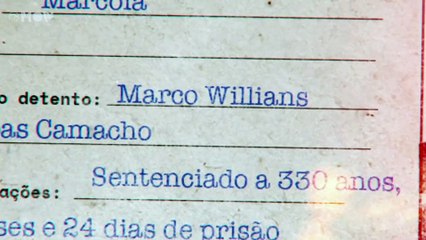 Marcola
o detento: Marco Willians
as Camacho
ações: Sentenciado a 330 anos,
ses e 24 dias de prisão